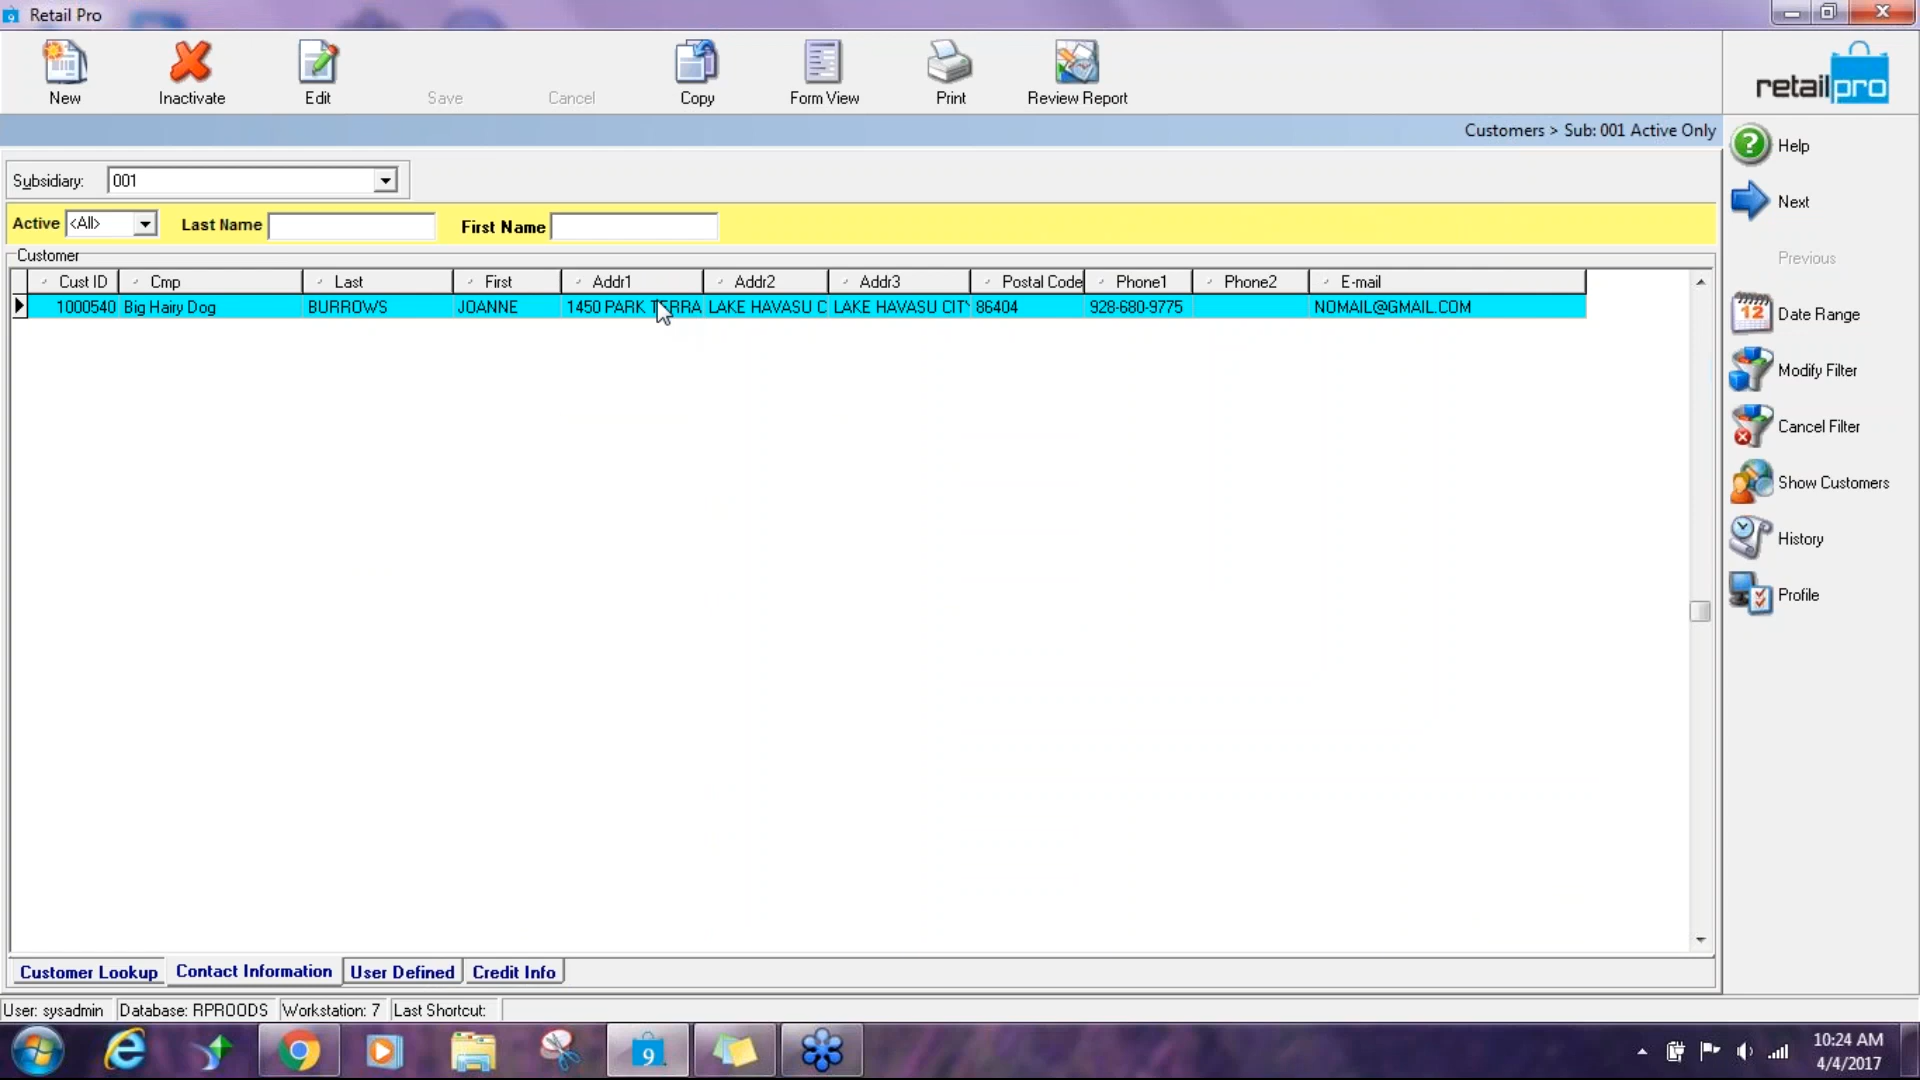 Retail Pro
New
Inactivate
Edit
Save
Cancel
Copy
Form View
Print
Review Report
retailpro
Customers > Sub: 001 Active Only
Subsidiary: 001
Active <All> Last Name First Name
Customer
Cust ID Cmp Last First Addr1 Addr2 Addr3 Postal Code Phone1 Phone2 E-mail
1000540 Big Hairy Dog BURROWS JOANNE 1450 PARK TERRA LAKE HAVASU C LAKE HAVASU CITY 86404 928-680-9775 NOMAIL@GMAIL.COM
Help
Next
Previous
12
Date Range
Modify Filter
Cancel Filter
Show Customers
History
Profile
Customer Lookup Contact Information User Defined Credit Info
User: sysadmin Database: RPROODS Workstation: 7 Last Shortcut:
9
10:24 AM
4/4/2017